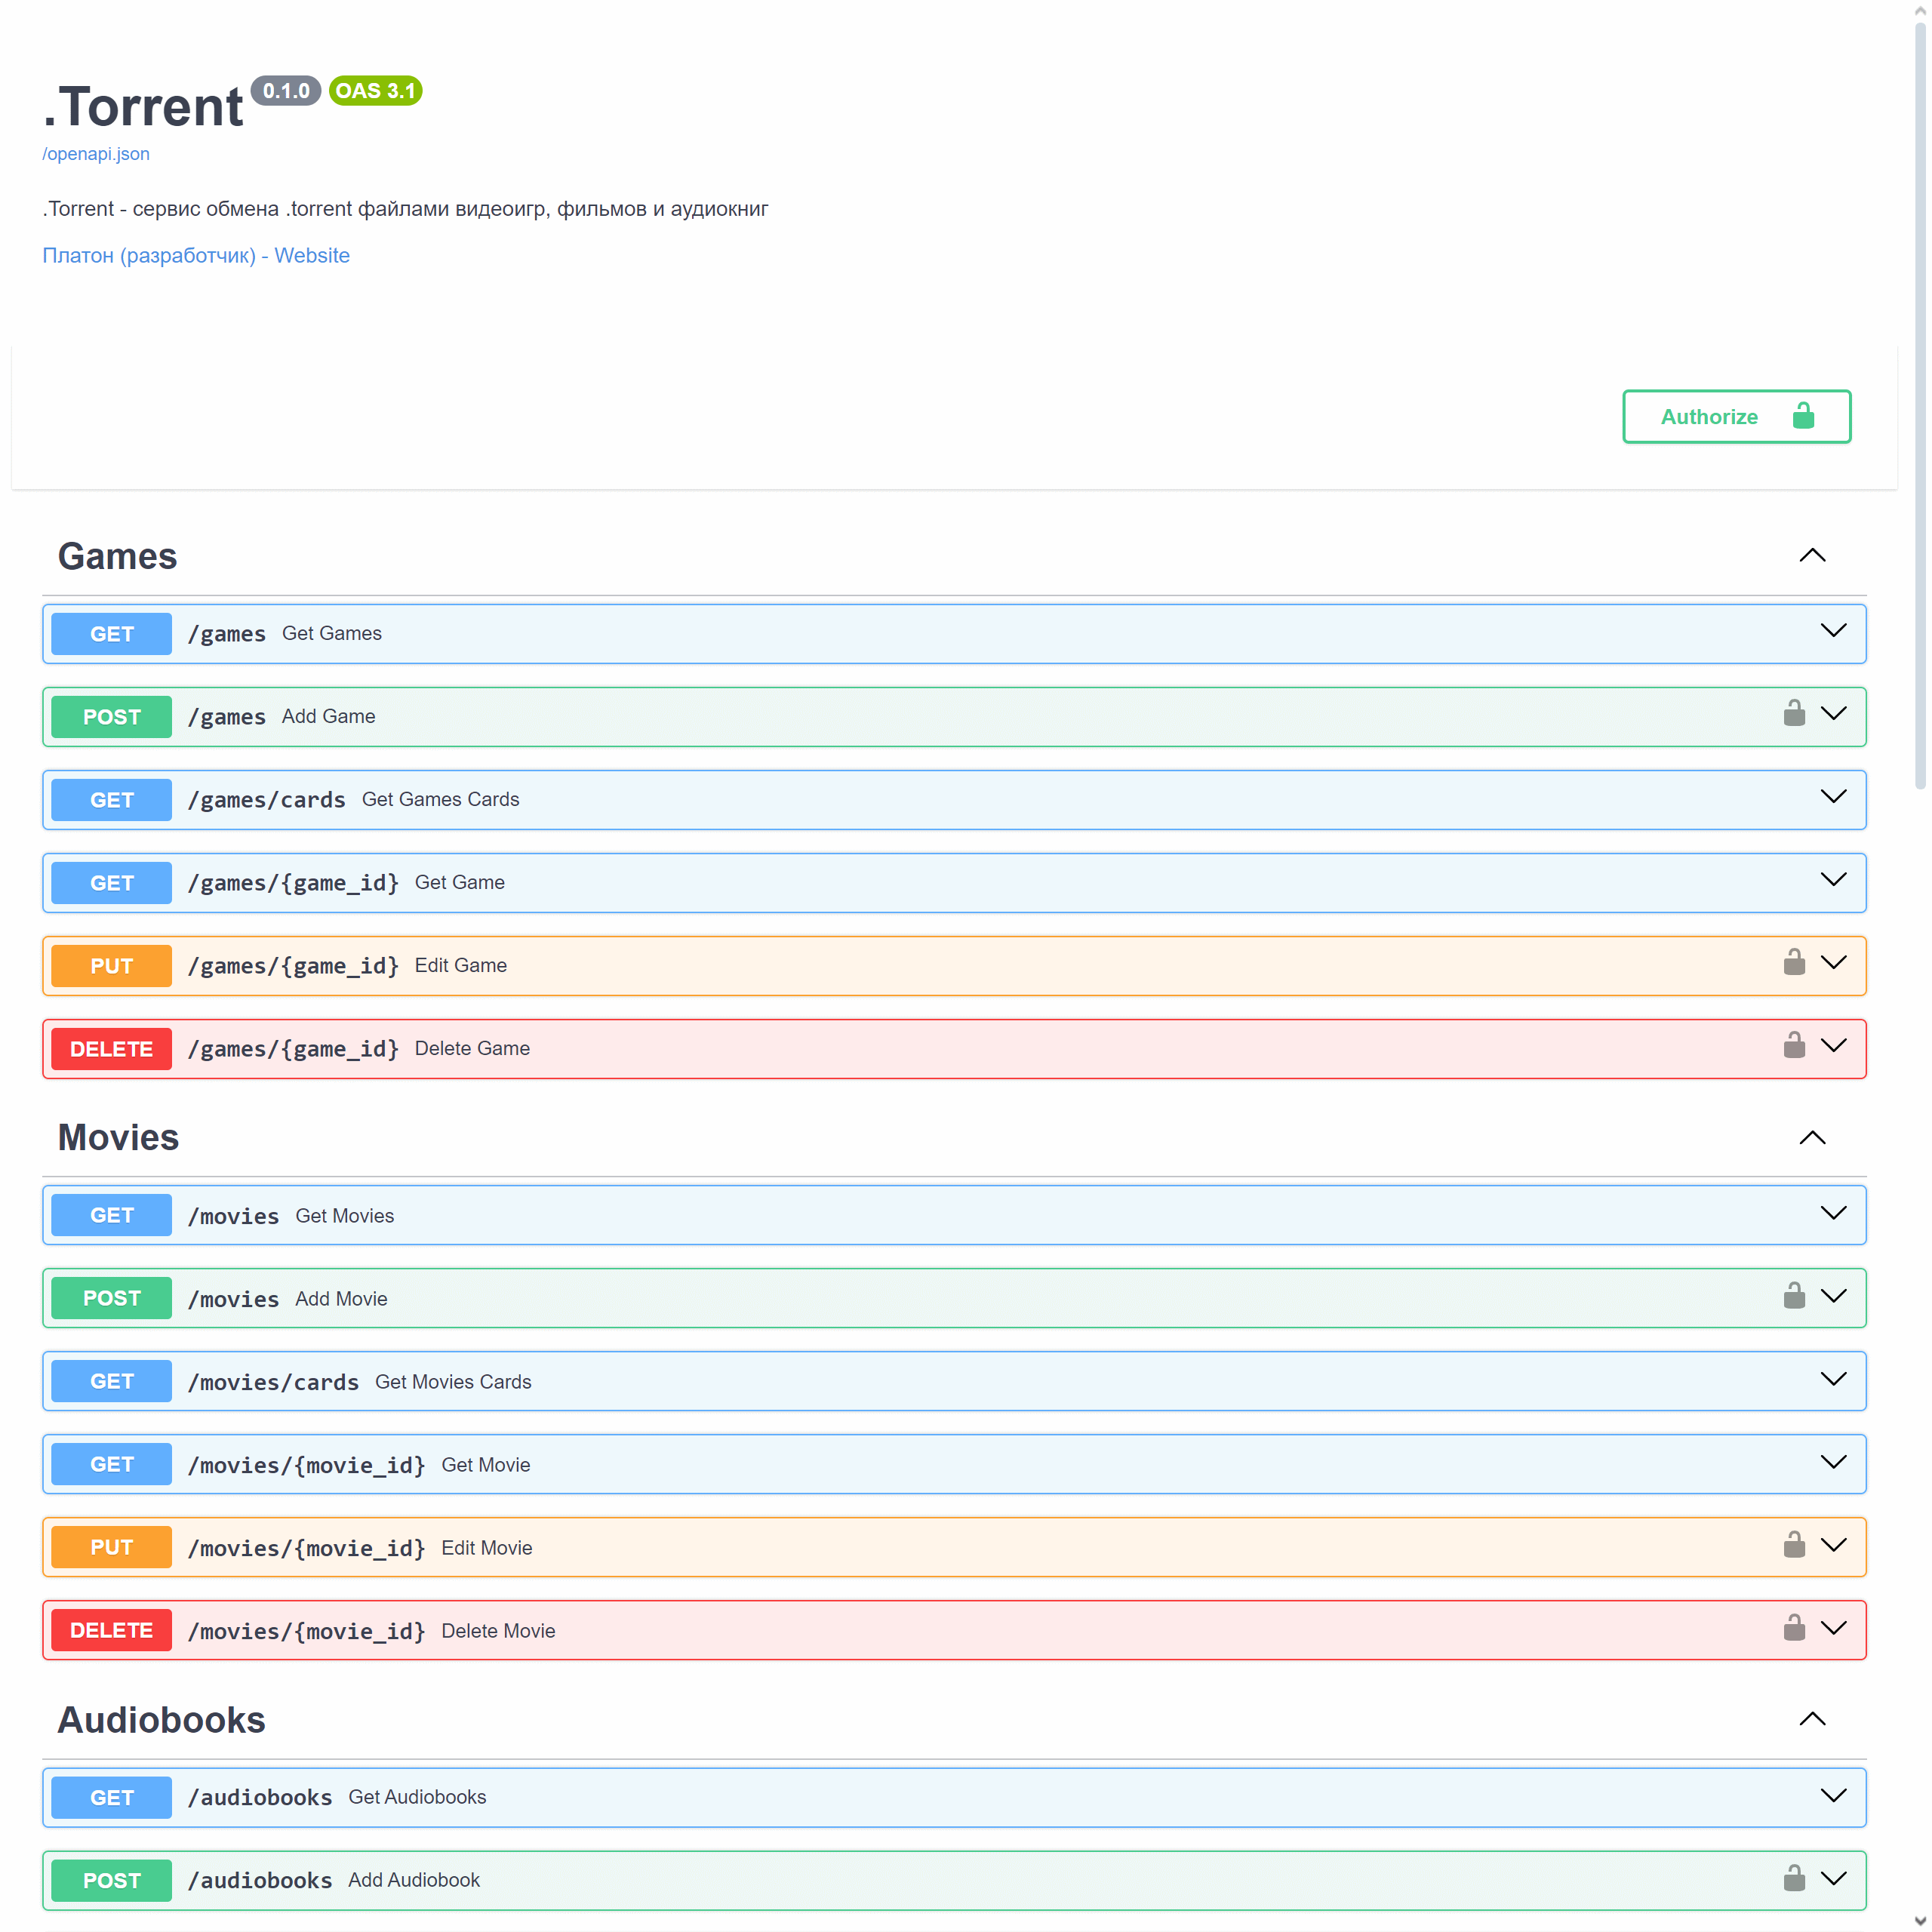 .Torrent 0.1.0 OAS 3.1
/openapi.json
.Torrent - сервис обмена .torrent файлами видеоигр, фильмов и аудиокниг
Платон (разработчик) - Website
Authorize
Games
GET /games Get Games
POST /games Add Game
GET /games/cards Get Games Cards
GET /games/{game_id} Get Game
PUT /games/{game_id} Edit Game
DELETE /games/{game_id} Delete Game
Movies
GET /movies Get Movies
POST /movies Add Movie
GET /movies/cards Get Movies Cards
GET /movies/{movie_id} Get Movie
PUT /movies/{movie_id} Edit Movie
DELETE /movies/{movie_id} Delete Movie
Audiobooks
GET /audiobooks Get Audiobooks
POST /audiobooks Add Audiobook